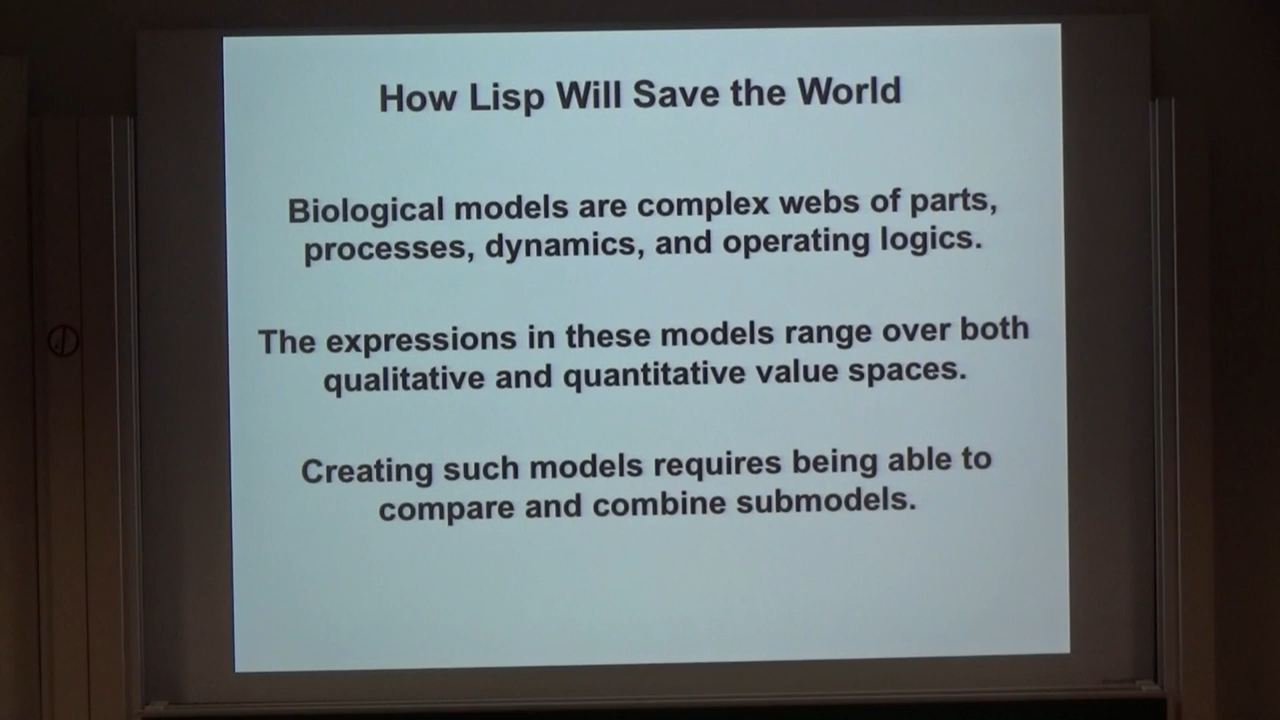 How Lisp Will Save the World
Biological models are complex webs of parts,
processes, dynamics, and operating logics.
The expressions in these models range over both
qualitative and quantitative value spaces.
Creating such models requires being able to
compare and combine submodels.